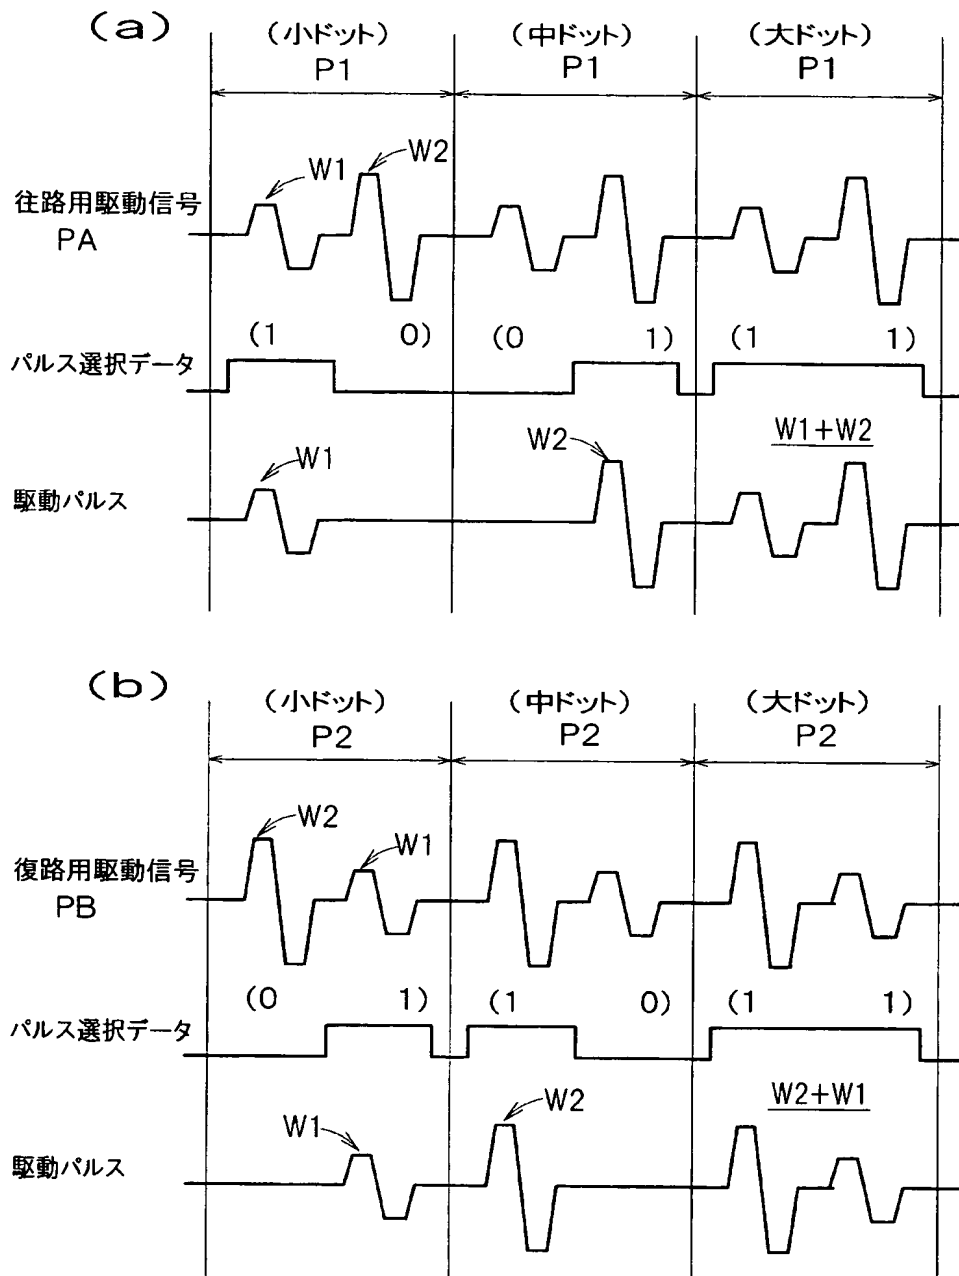 (a)
(小ドット) (中ドット) (大ドット)
P1 P1 P1
W1 W2
往路用駆動信号
PA
(1 0) (0 1) (1 1)
パルス選択データ
W1 W2 W1+W2
駆動パルス
(b)
(小ドット) (中ドット) (大ドット)
P2 P2 P2
W2 W1
復路用駆動信号
PB
(0 1) (1 0) (1 1)
パルス選択データ
W1 W2 W2+W1
駆動パルス